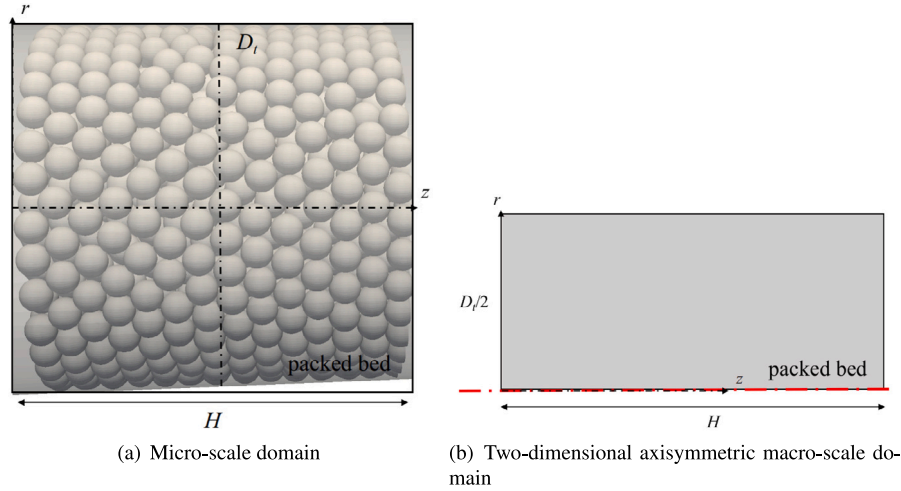 r
D_t
z
packed bed
H
(a) Micro-scale domain
r
D_t/2
z
packed bed
H
(b) Two-dimensional axisymmetric macro-scale do-
main